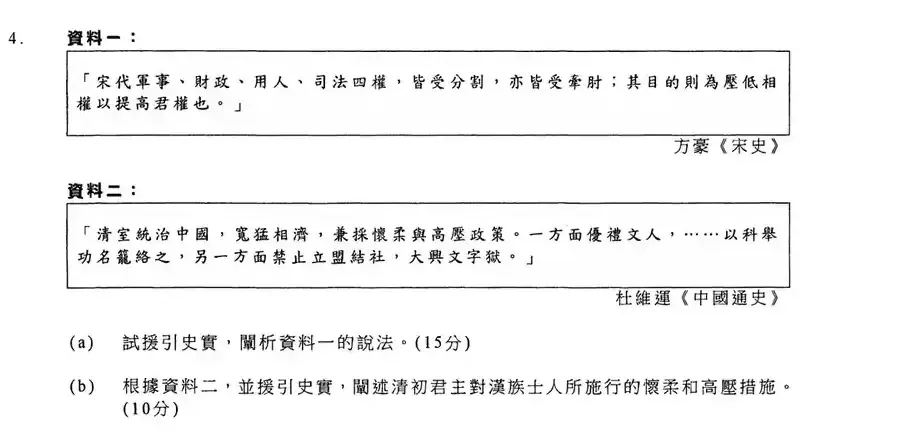 4. 資料一：
「宋代軍事、財政、用人、司法四權，皆受分割，亦皆受牽肘；其目的則為壓低相
權以提高君權也。」
方豪《宋史》
資料二：
「清室統治中國，寬猛相濟，兼採懷柔與高壓政策。一方面優禮文人，……以科舉
功名籠絡之，另一方面禁止立盟結社，大興文字獄。」
杜維運《中國通史》
(a) 試援引史實，闡析資料一的說法。(15分)
(b) 根據資料二，並援引史實，闡述清初君主對漢族士人所施行的懷柔和高壓措施。
(10分)